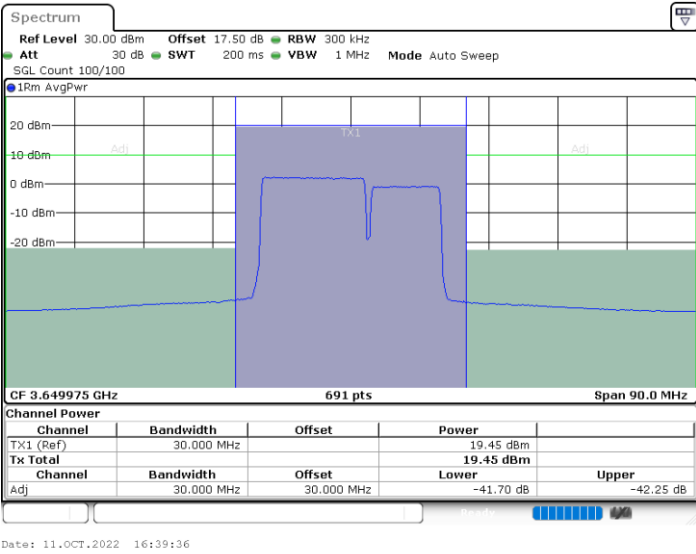 Spectrum
Ref Level 30.00 dBm Offset 17.50 dB RBW 300 kHz
Att 30 dB SWT 200 ms VBW 1 MHz Mode Auto Sweep
SGL Count 100/100
1Rm AvgPwr
20 dBm
TX1
10 dBm Adj Adj
0 dBm
-10 dBm
-20 dBm
CF 3.649975 GHz 691 pts Span 90.0 MHz
Channel Power
Channel Bandwidth Offset Power
TX1 (Ref) 30.000 MHz 19.45 dBm
Tx Total 19.45 dBm
Channel Bandwidth Offset Lower Upper
Adj 30.000 MHz 30.000 MHz -41.70 dB -42.25 dB
Ready
Date: 11.OCT.2022 16:39:36